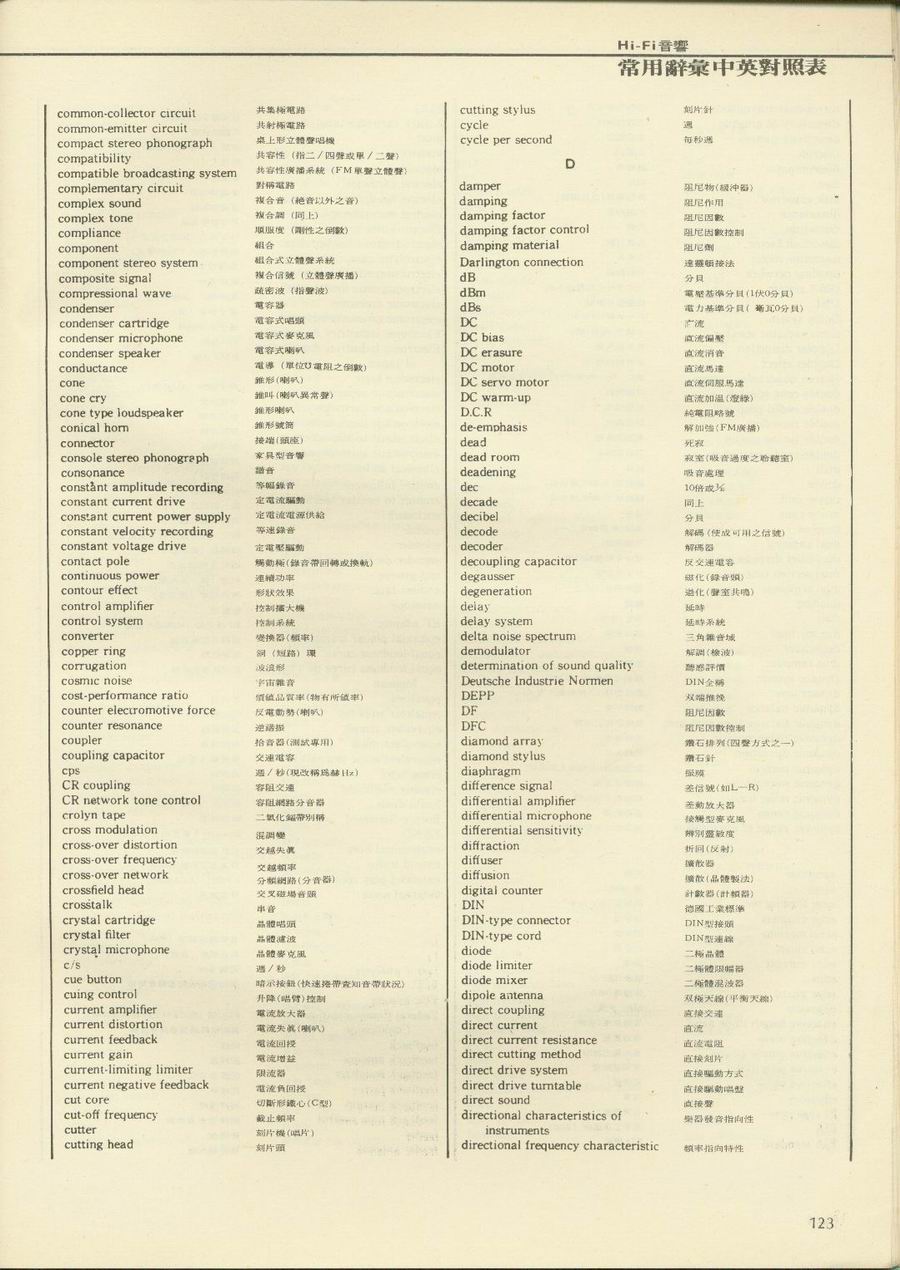 Hi-Fi音響
常用辭彙中英對照表
common-collector circuit 共集極電路
common-emitter circuit 共射極電路
compact stereo phonograph 桌上形立體聲唱機
compatibility 共容性（指二／四聲或單／二聲）
compatible broadcasting system 共容性廣播系統（FM單聲立體聲）
complementary circuit 對稱電路
complex sound 複合音（絶音以外之音）
complex tone 複合調（同上）
compliance 順服度（剛性之倒數）
component 組合
component stereo system 組合式立體聲系統
composite signal 複合信號（立體聲廣播）
compressional wave 疏密波（指聲波）
condenser 電容器
condenser cartridge 電容式唱頭
condenser microphone 電容式麥克風
condenser speaker 電容式喇叭
conductance 電導（單位℧電阻之倒數）
cone 錐形(喇叭)
cone cry 錐叫(喇叭異常聲)
cone type loudspeaker 錐形喇叭
conical horn 錐形號筒
connector 接端(頭座)
console stereo phonograph 家具型音響
consonance 諧音
constant amplitude recording 等幅錄音
constant current drive 定電流驅動
constant current power supply 定電流電源供給
constant velocity recording 等速錄音
constant voltage drive 定電壓驅動
contact pole 觸動極(錄音帶回轉或換軌)
continuous power 連續功率
contour effect 形狀效果
control amplifier 控制擴大機
control system 控制系統
converter 變換器(頻率)
copper ring 銅（短路）環
corrugation 波浪形
cosmic noise 宇宙雜音
cost-performance ratio 價值品質率(物有所値率)
counter electromotive force 反電動勢(喇叭)
counter resonance 逆諧振
coupler 拾音器(測試專用)
coupling capacitor 交連電容
cps 週／秒(現改稱爲赫Hz)
CR coupling 容阻交連
CR network tone control 容阻網路分音器
crolyn tape 二氧化鉻帶別稱
cross modulation 混調變
cross-over distortion 交越失眞
cross-over frequency 交越頻率
cross-over network 分頻網路(分音器)
crossfield head 交叉磁場音頭
crosstalk 串音
crystal cartridge 晶體唱頭
crystal filter 晶體濾波
crystal microphone 晶體麥克風
c/s 週／秒
cue button 暗示按鈕(快速捲帶查知音帶狀況)
cuing control 升降(唱臂)控制
current amplifier 電流放大器
current distortion 電流失眞(喇叭)
current feedback 電流回授
current gain 電流增益
current-limiting limiter 限流器
current negative feedback 電流負回授
cut core 切斷形鐵心(C型)
cut-off frequency 截止頻率
cutter 刻片機(唱片)
cutting head 刻片頭
cutting stylus 刻片針
cycle 週
cycle per second 每秒週
D
damper 阻尼物(緩沖器)
damping 阻尼作用
damping factor 阻尼因數
damping factor control 阻尼因數控制
damping material 阻尼劑
Darlington connection 達靈頓接法
dB 分貝
dBm 電壓基準分貝(1伏0分貝)
dBs 電力基準分貝( 毫瓦0分貝)
DC 流
DC bias 直流偏壓
DC erasure 直流消音
DC motor 直流馬達
DC servo motor 直流伺服馬達
DC warm-up 直流加溫(燈絲)
D.C.R 純電阻略號
de-emphasis 解加強(FM廣播)
dead 死寂
dead room 寂室(吸音過度之聆聽室)
deadening 吸音處理
dec 10倍或⅒
decade 同上
decibel 分貝
decode 解碼(使成可用之信號)
decoder 解碼器
decoupling capacitor 反交連電容
degausser 磁化(錄音頭)
degeneration 退化(聲室共鳴)
delay 延時
delay system 延時系統
delta noise spectrum 三角雜音域
demodulator 解調(檢波)
determination of sound quality 聽感評價
Deutsche Industrie Normen DIN全稱
DEPP 双端推挽
DF 阻尼因數
DFC 阻尼因數控制
diamond array 鑽石排列(四聲方式之一)
diamond stylus 鑽石針
diaphragm 振膜
difference signal 差信號(如L—R)
differential amplifier 差動放大器
differential microphone 接觸型麥克風
differential sensitivity 辨別靈敏度
diffraction 折回(反射)
diffuser 擴散器
diffusion 擴散(晶體製法)
digital counter 計數器(計頻器)
DIN 德國工業標準
DIN-type connector DIN型接頭
DIN-type cord DIN型連線
diode 二極晶體
diode limiter 二極體限幅器
diode mixer 二極體混波器
dipole antenna 双極天線(平衡天線)
direct coupling 直接交連
direct current 直流
direct current resistance 直流電阻
direct cutting method 直接刻片
direct drive system 直接驅動方式
direct drive turntable 直接驅動唱盤
direct sound 直接聲
directional characteristics of 樂器發音指向性
instruments
directional frequency characteristic 頻率指向特性
123